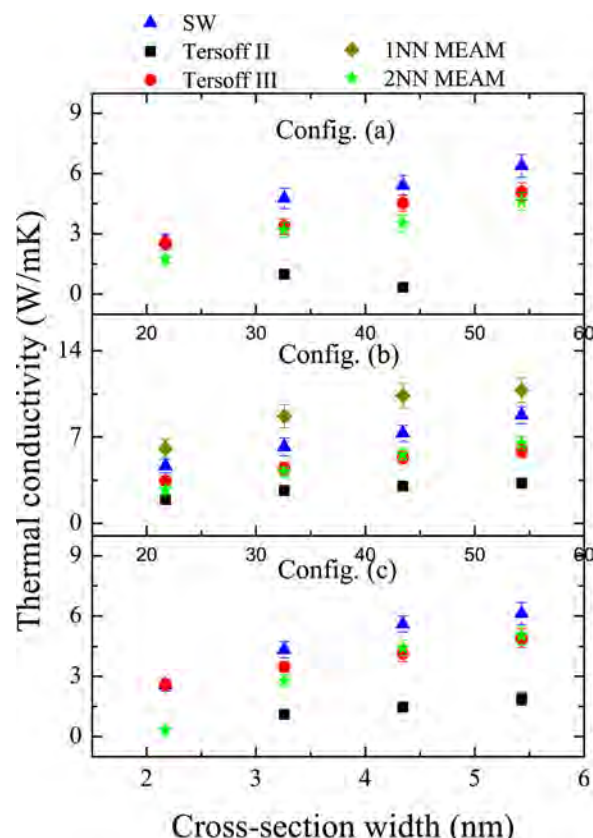 SW
Tersoff II
1NN MEAM
Tersoff III
2NN MEAM
9
6
3
0
Config. (a)
20
30
40
50
60
14
7
0
Config. (b)
20
30
40
50
60
9
6
3
0
Config. (c)
2
3
4
5
6
Thermal conductivity (W/mK)
Cross-section width (nm)